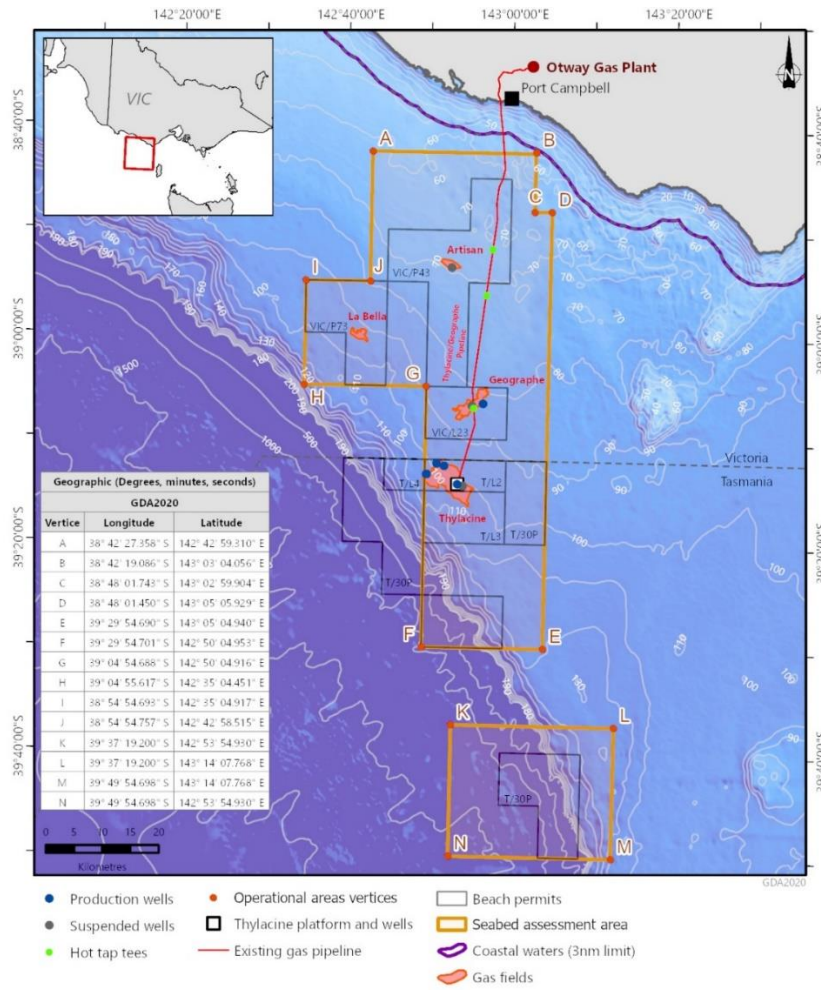 142°20'0"E
142°40'0"E
143°00'0"E
143°20'0"E
38°40'0"S
39°00'0"S
39°20'0"S
39°40'0"S
VIC
N
Otway Gas Plant
Port Campbell
A
B
C
D
Artisan
VIC/P43
I
J
La Bella
VIC/P73
Thylacine/Geographe
Pipeline
H
G
Geographe
VIC/L23
Victoria
Tasmania
T/L4
T/L2
Thylacine
T/L3
T/30P
T/30P
F
E
K
L
T/30P
N
M
Geographic (Degrees, minutes, seconds)
GDA2020
Vertice Longitude Latitude
A 38° 42' 27.358" S 142° 42' 59.310" E
B 38° 42' 19.086" S 143° 03' 04.056" E
C 38° 48' 01.743" S 143° 02' 59.904" E
D 38° 48' 01.450" S 143° 05' 05.929" E
E 39° 29' 54.690" S 143° 05' 04.940" E
F 39° 29' 54.701" S 142° 50' 04.953" E
G 39° 04' 54.688" S 142° 50' 04.916" E
H 39° 04' 55.617" S 142° 35' 04.451" E
I 38° 54' 54.693" S 142° 35' 04.917" E
J 38° 54' 54.757" S 142° 42' 58.515" E
K 39° 37' 19.200" S 142° 53' 54.930" E
L 39° 37' 19.200" S 143° 14' 07.768" E
M 39° 49' 54.698" S 143° 14' 07.768" E
N 39° 49' 54.698" S 142° 53' 54.930" E
0 5 10 15 20
Kilometres
GDA2020
Production wells
Suspended wells
Hot tap tees
Operational areas vertices
Thylacine platform and wells
Existing gas pipeline
Beach permits
Seabed assessment area
Coastal waters (3nm limit)
Gas fields